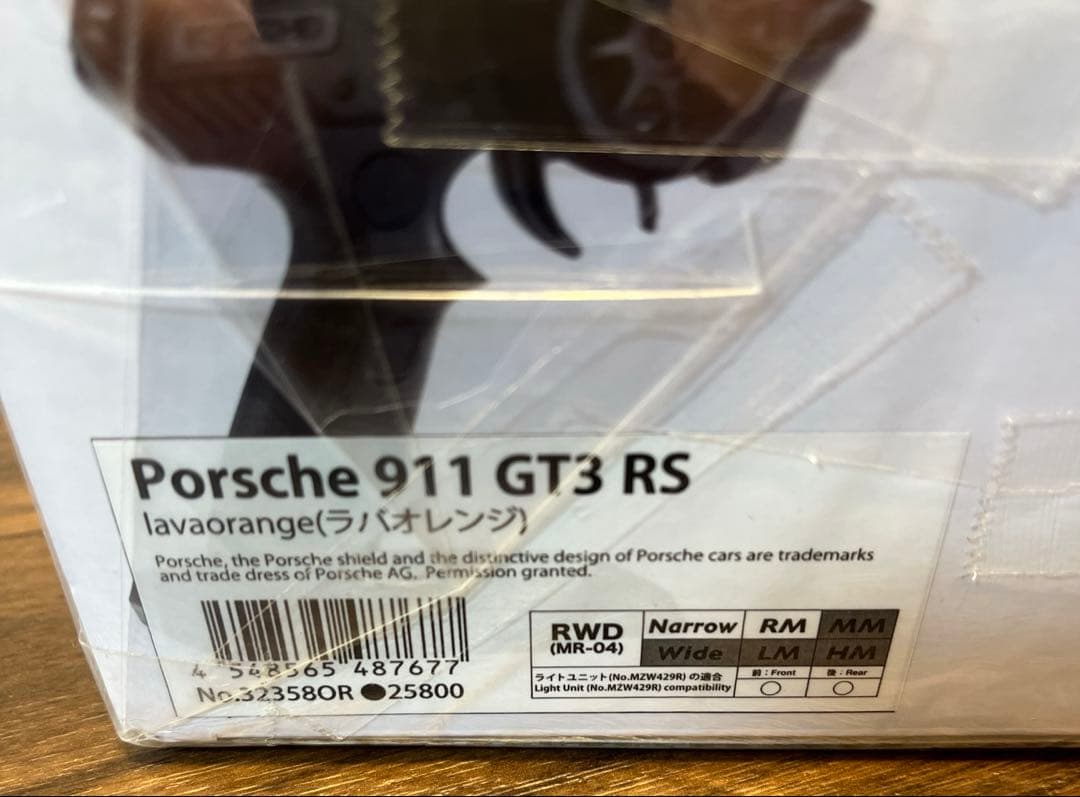 Porsche 911 GT3 RS
lavaorange(ラバオレンジ)
Porsche, the Porsche shield and the distinctive design of Porsche cars are trademarks
and trade dress of Porsche AG. Permission granted.
4 548565 487677
No.32358OR ●25800
RWD
(MR-04)
Narrow RM MM
Wide LM HM
ライトユニット(No.MZW429R) の適合
Light Unit (No.MZW429R) compatibility
前:Front
後:Rear
○ ○